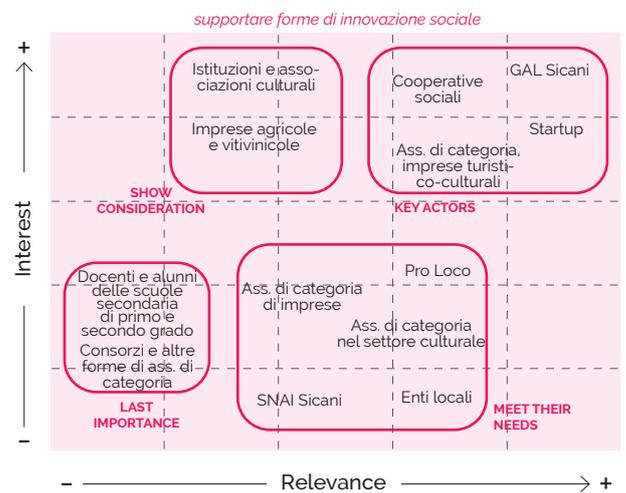 supportare forme di innovazione sociale
+
Istituzioni e asso-
ciazioni culturali
Imprese agricole
e vitivinicole
SHOW
CONSIDERATION
Cooperative
sociali
GAL Sicani
Startup
Ass. di categoria,
imprese turisti-
co-culturali
KEY ACTORS
Interest
Docenti e alunni
delle scuole
secondaria
di primo e
secondo grado
Consorzi e altre
forme di ass. di
categoria
LAST
IMPORTANCE
Pro Loco
Ass. di categoria
di imprese
Ass. di categoria
nel settore culturale
SNAI Sicani
Enti locali
MEET THEIR
NEEDS
–
– Relevance +